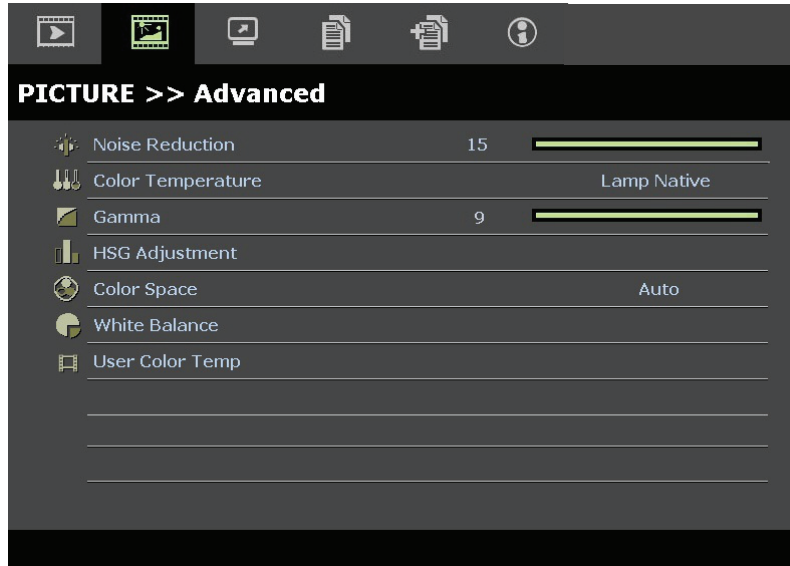 PICTURE >> Advanced
Noise Reduction 15
Color Temperature Lamp Native
Gamma 9
HSG Adjustment
Color Space Auto
White Balance
User Color Temp